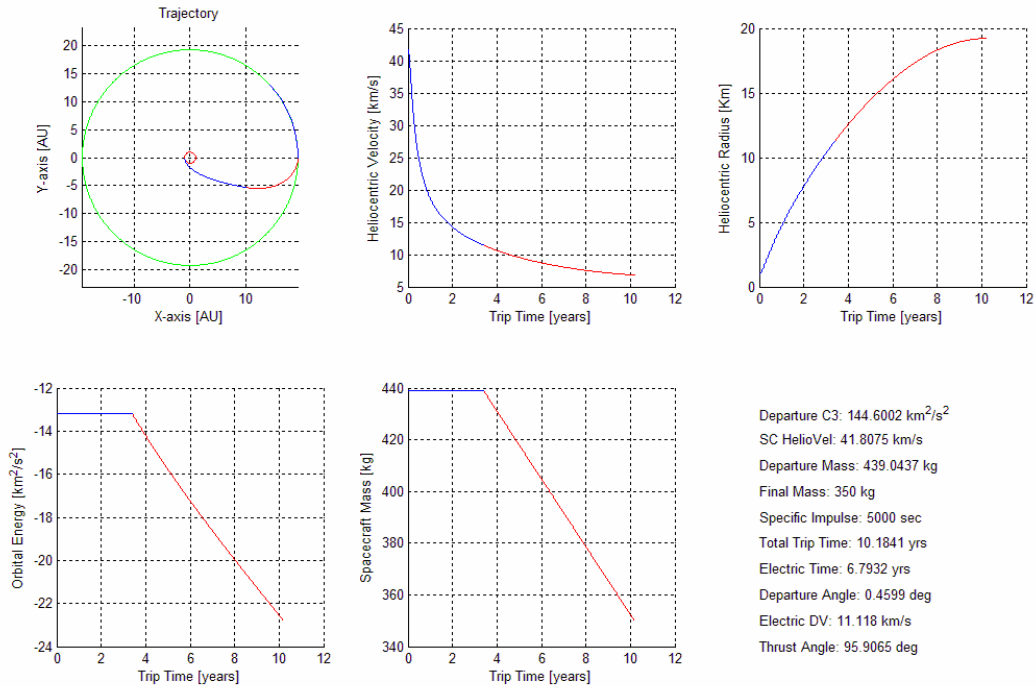 Trajectory
20
15
10
5
0
-5
-10
-15
-20
Y-axis [AU]
-10 0 10
X-axis [AU]
45
40
35
30
25
20
15
10
5
Heliocentric Velocity [km/s]
0 2 4 6 8 10 12
Trip Time [years]
20
15
10
5
0
Heliocentric Radius [Km]
0 2 4 6 8 10 12
Trip Time [years]
-12
-14
-16
-18
-20
-22
-24
Orbital Energy [km²/s²]
0 2 4 6 8 10 12
Trip Time [years]
440
420
400
380
360
340
Spacecraft Mass [kg]
0 2 4 6 8 10 12
Trip Time [years]
Departure C3: 144.6002 km²/s²
SC HelioVel: 41.8075 km/s
Departure Mass: 439.0437 kg
Final Mass: 350 kg
Specific Impulse: 5000 sec
Total Trip Time: 10.1841 yrs
Electric Time: 6.7932 yrs
Departure Angle: 0.4599 deg
Electric DV: 11.118 km/s
Thrust Angle: 95.9065 deg